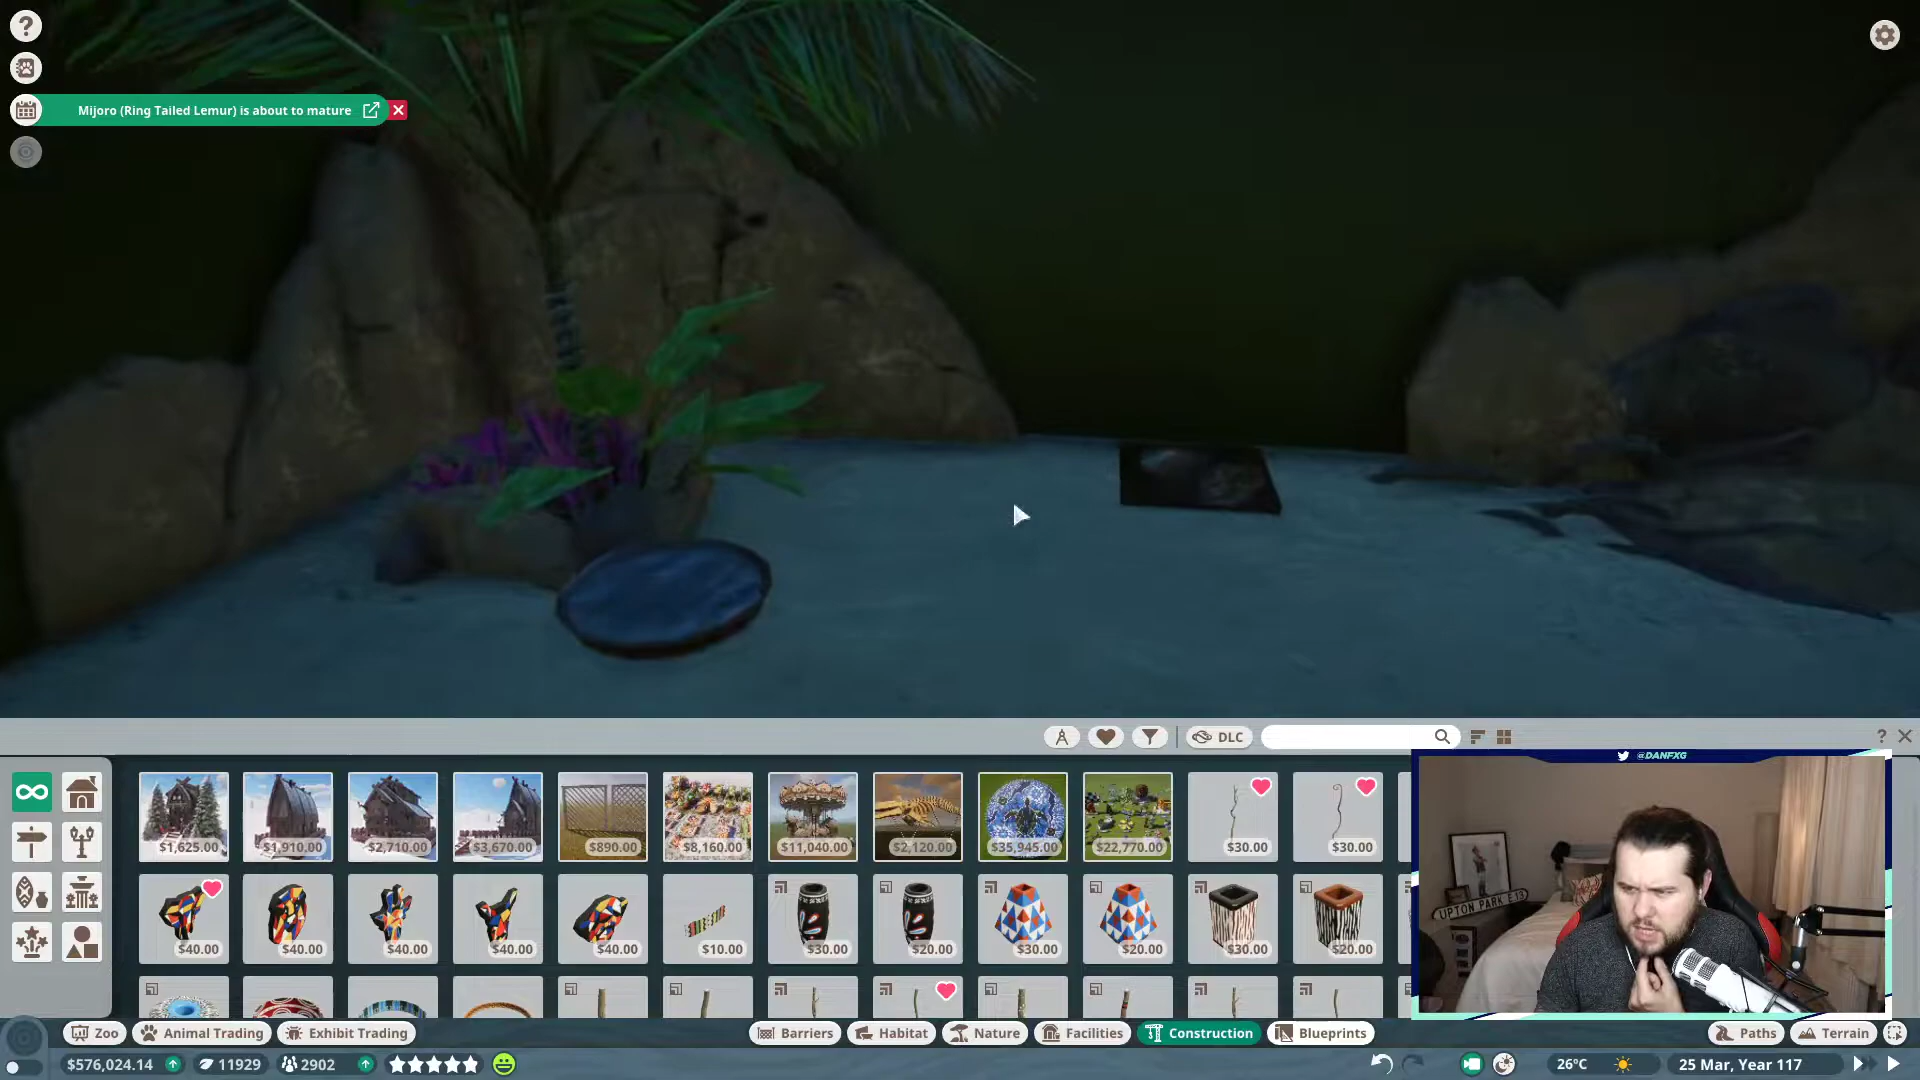 ?
Mijoro (Ring Tailed Lemur) is about to mature
DLC
?
@DANFXG
$1,625.00
$1,910.00
$2,710.00
$3,670.00
$890.00
$8,160.00
$11,040.00
$2,120.00
$35,945.00
$22,770.00
$30.00
$30.00
$40.00
$40.00
$40.00
$40.00
$40.00
$10.00
$30.00
$20.00
$30.00
$20.00
$30.00
$20.00
UPTON PARK E.13
Zoo
Animal Trading
Exhibit Trading
Barriers
Habitat
Nature
Facilities
Construction
Blueprints
Paths
Terrain
$576,024.14
11929
2902
26°C
25 Mar, Year 117